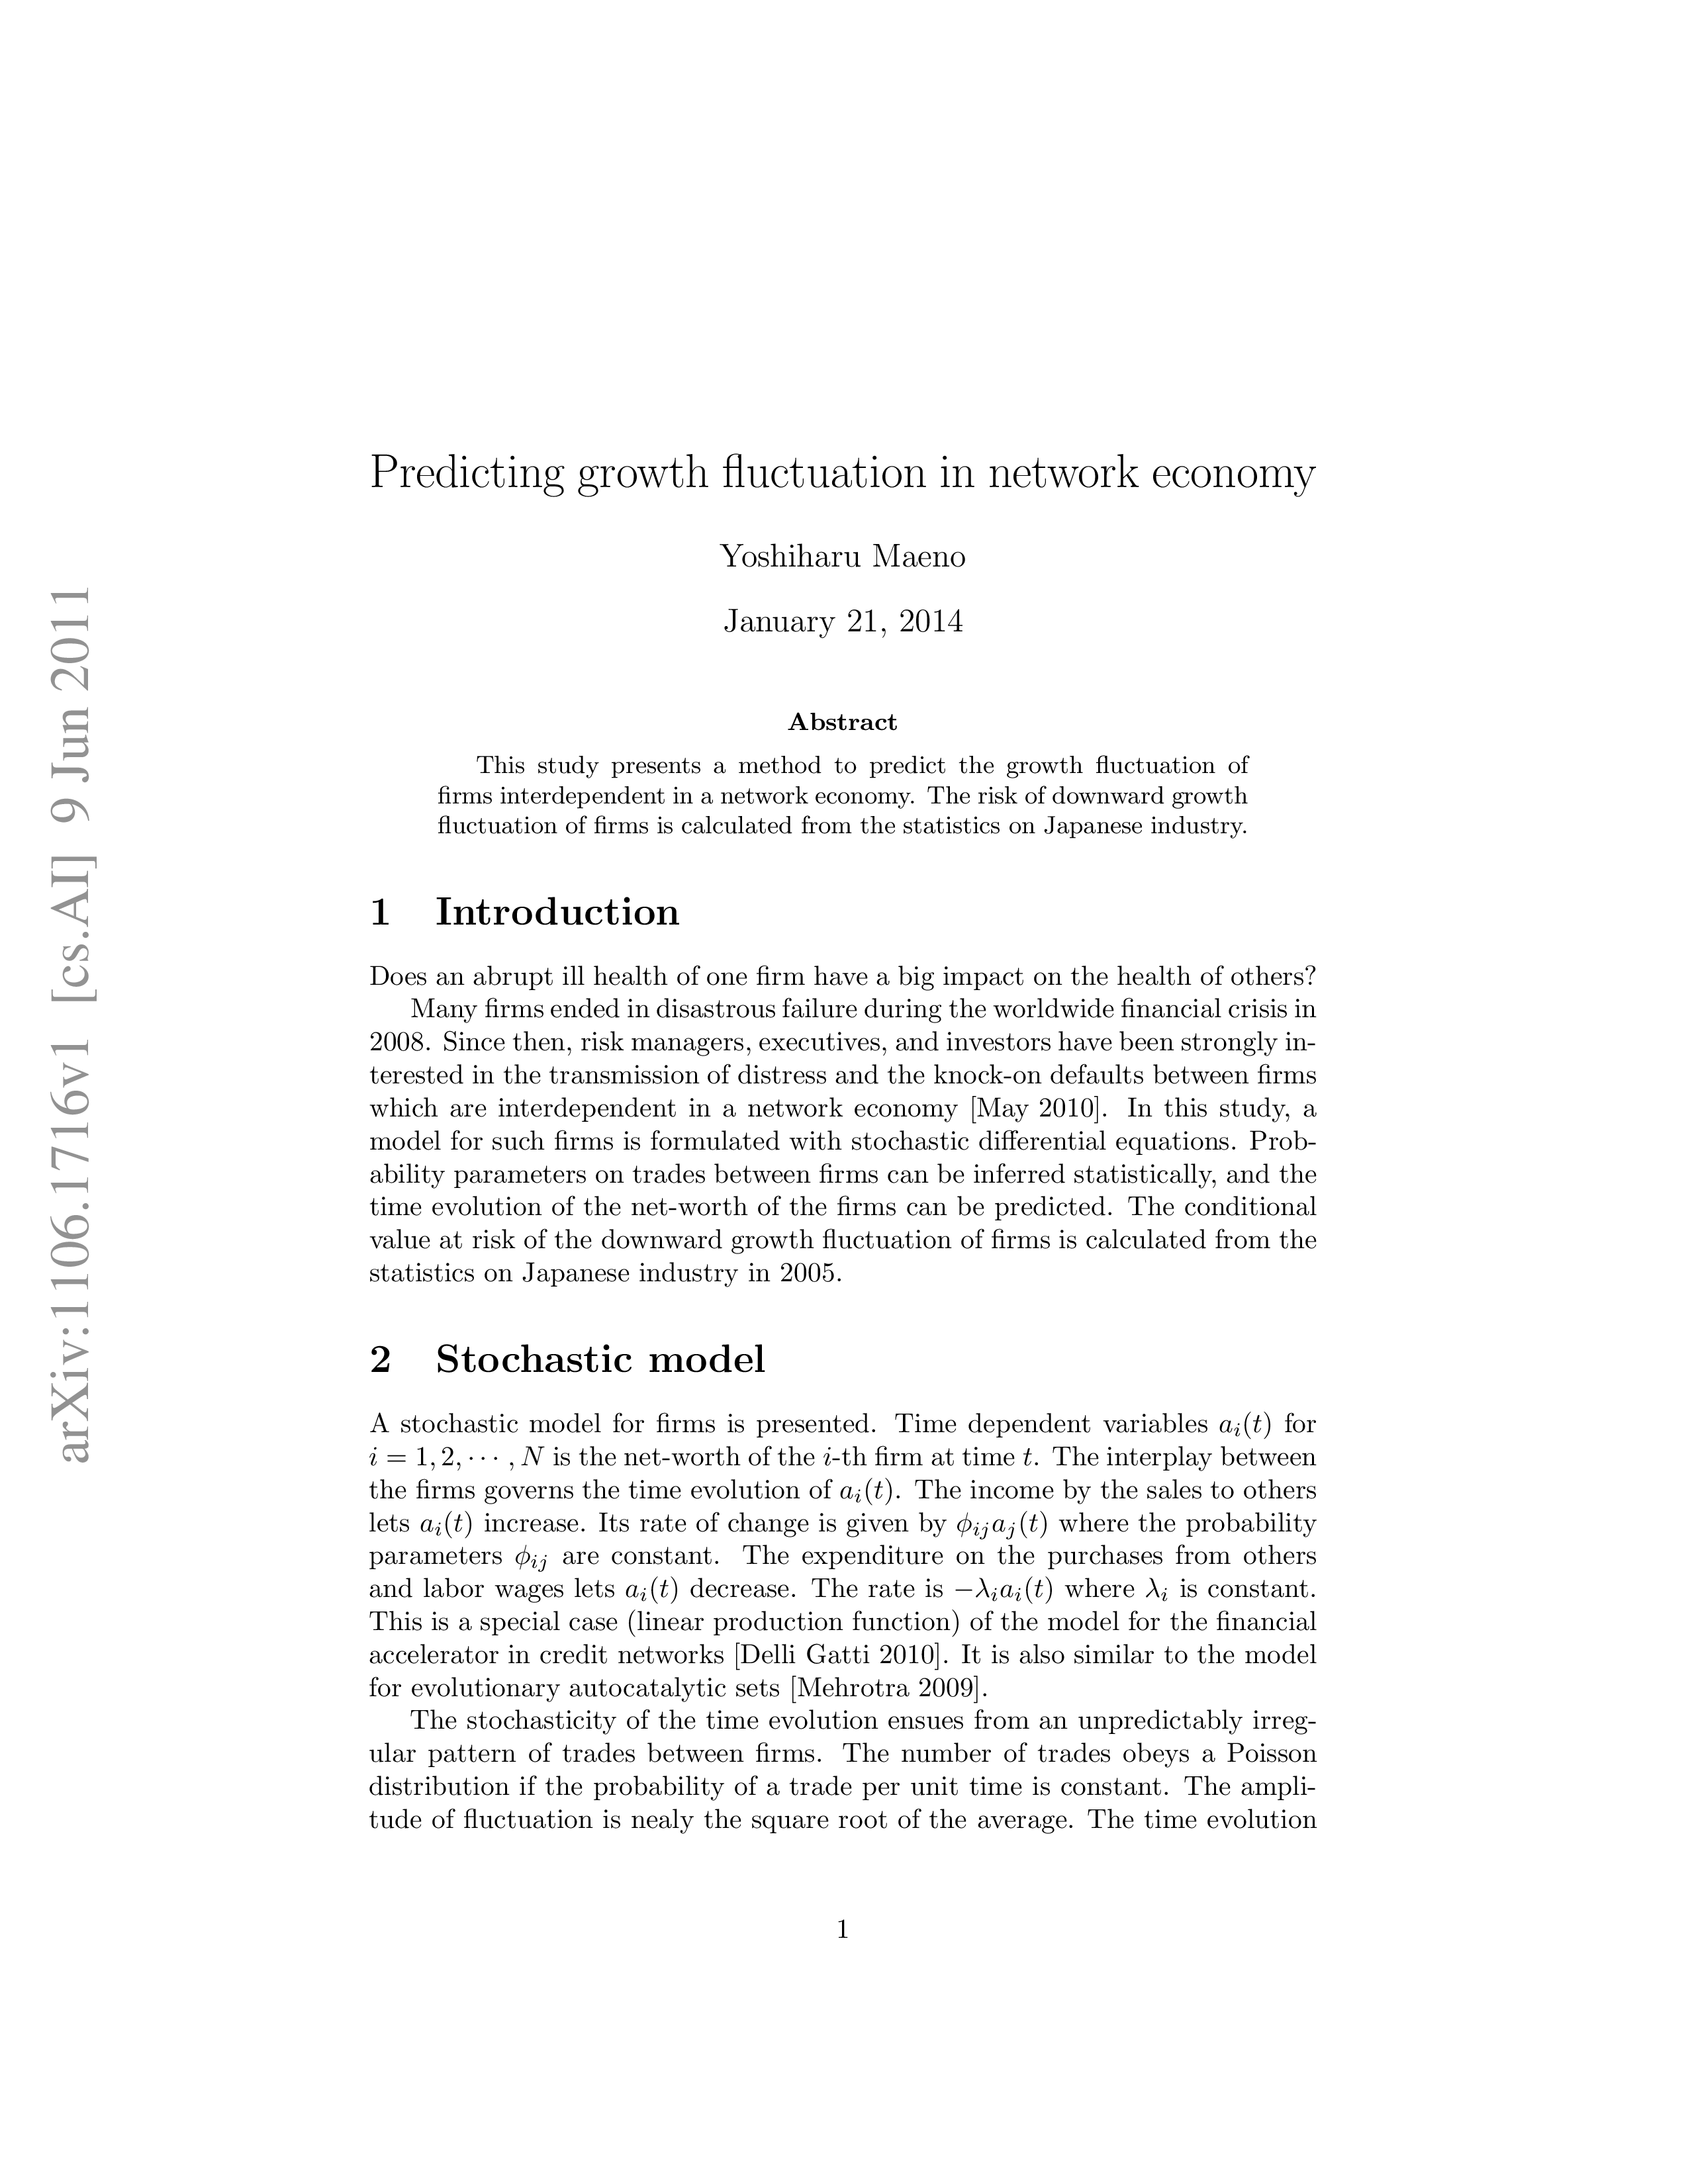 Predicting growth fluctuation in network economy
Yoshiharu Maeno
January 21, 2014
Abstract
This study presents a method to predict the growth fluctuation of
firms interdependent in a network economy. The risk of downward growth
fluctuation of firms is calculated from the statistics on Japanese industry.
1 Introduction
Does an abrupt ill health of one firm have a big impact on the health of others?
Many firms ended in disastrous failure during the worldwide financial crisis in
2008. Since then, risk managers, executives, and investors have been strongly in-
terested in the transmission of distress and the knock-on defaults between firms
which are interdependent in a network economy [May 2010]. In this study, a
model for such firms is formulated with stochastic differential equations. Prob-
ability parameters on trades between firms can be inferred statistically, and the
time evolution of the net-worth of the firms can be predicted. The conditional
value at risk of the downward growth fluctuation of firms is calculated from the
statistics on Japanese industry in 2005.
2 Stochastic model
A stochastic model for firms is presented. Time dependent variables $a_i(t)$ for
$i = 1, 2, \cdots, N$ is the net-worth of the $i$-th firm at time $t$. The interplay between
the firms governs the time evolution of $a_i(t)$. The income by the sales to others
lets $a_i(t)$ increase. Its rate of change is given by $\phi_{ij}a_j(t)$ where the probability
parameters $\phi_{ij}$ are constant. The expenditure on the purchases from others
and labor wages lets $a_i(t)$ decrease. The rate is $-\lambda_i a_i(t)$ where $\lambda_i$ is constant.
This is a special case (linear production function) of the model for the financial
accelerator in credit networks [Delli Gatti 2010]. It is also similar to the model
for evolutionary autocatalytic sets [Mehrotra 2009].
The stochasticity of the time evolution ensues from an unpredictably irreg-
ular pattern of trades between firms. The number of trades obeys a Poisson
distribution if the probability of a trade per unit time is constant. The ampli-
tude of fluctuation is nealy the square root of the average. The time evolution
1
arXiv:1106.1716v1 [cs.AI] 9 Jun 2011